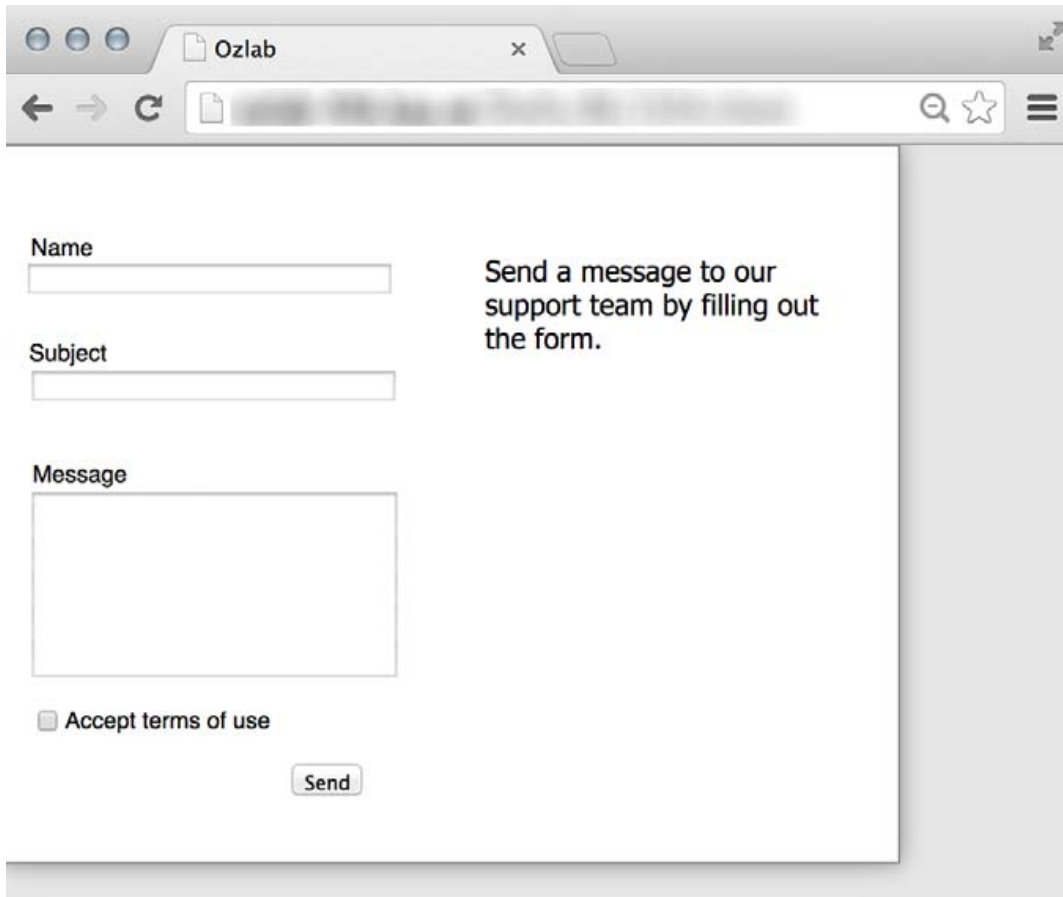 Ozlab
Name
Send a message to our
support team by filling out
the form.
Subject
Message
Accept terms of use
Send